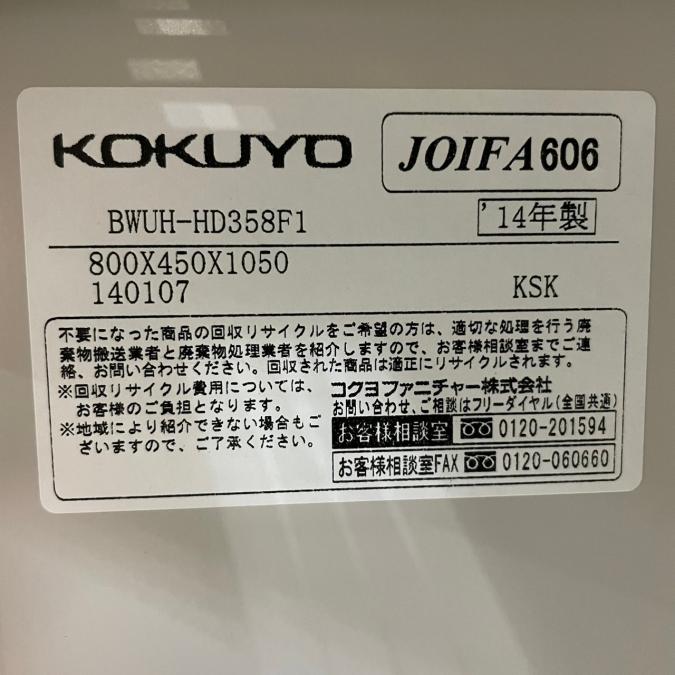 KOKUYO
JOIFA606
BWUH-HD358F1
'14年製
800X450X1050
140107
KSK
不要になった商品の回収リサイクルをご希望の方は、適切な処理を行う廃
棄物搬送業者と廃棄物処理業者を紹介しますので、お客様相談室までご連
絡、お問い合わせください。回収された商品は適正にリサイクルされます。
※回収リサイクル費用については、
お客様のご負担となります。
※地域により紹介できない場合もご
ざいますので、ご了承ください。
コクヨファニチャー株式会社
お問い合わせ、ご相談はフリーダイヤル(全国共通)
お客様相談室 0120-201594
お客様相談室FAX 0120-060660